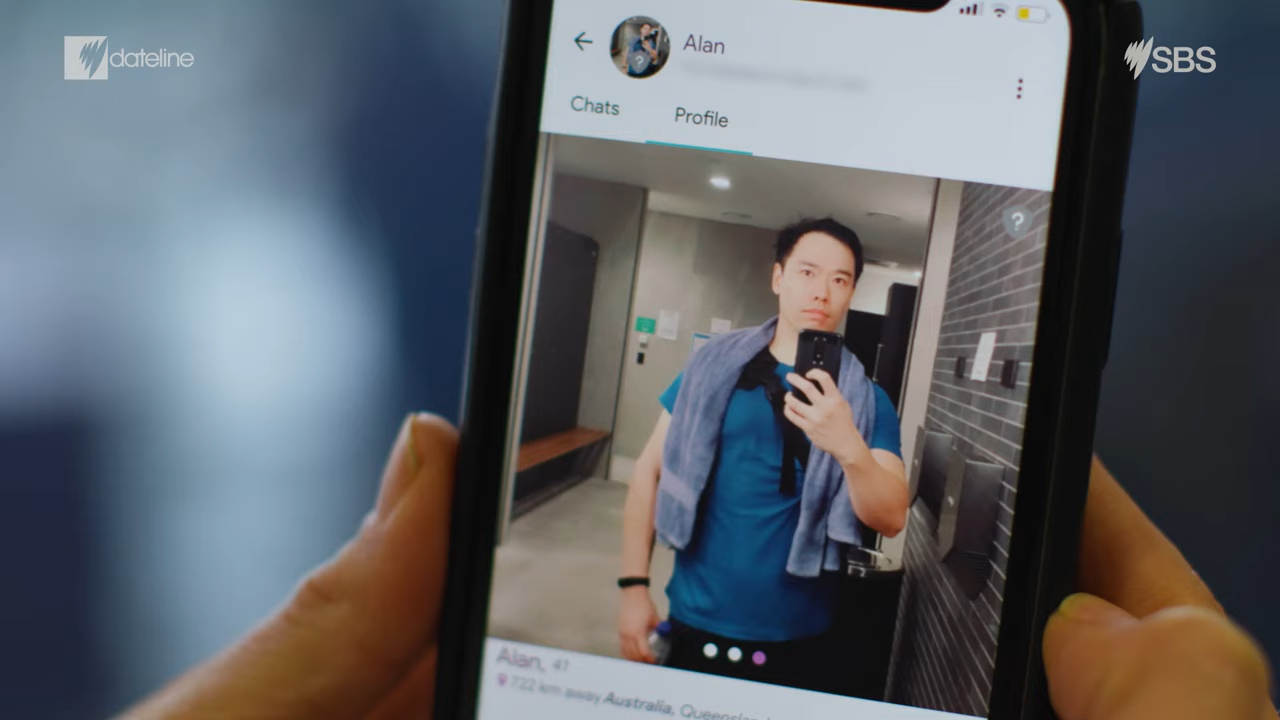 dateline
SBS
Alan
Chats
Profile
Alan, 41
722 km away Australia, Queensland